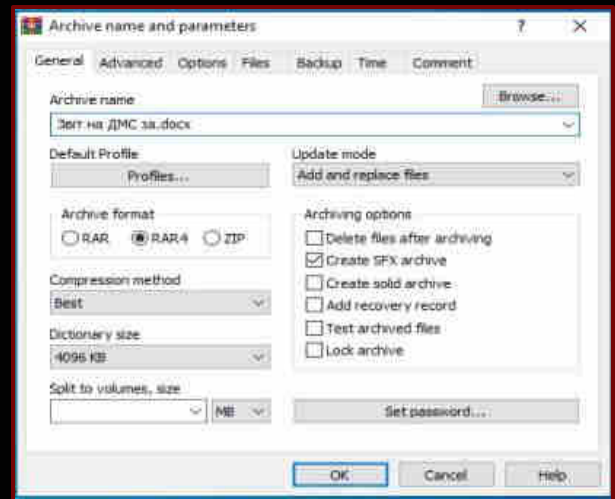 Archive name and parameters ?
General Advanced Options Files Backup Time Comment
Archive name
Browse...
Звіт на ДМС за.docx
Default Profile
Profiles...
Update mode
Add and replace files
Archive format
RAR RAR4 ZIP
Compression method
Best
Dictionary size
4096 KB
Split to volumes, size
MB
Archiving options
Delete files after archiving
Create SFX archive
Create solid archive
Add recovery record
Test archived files
Lock archive
Set password...
OK Cancel Help